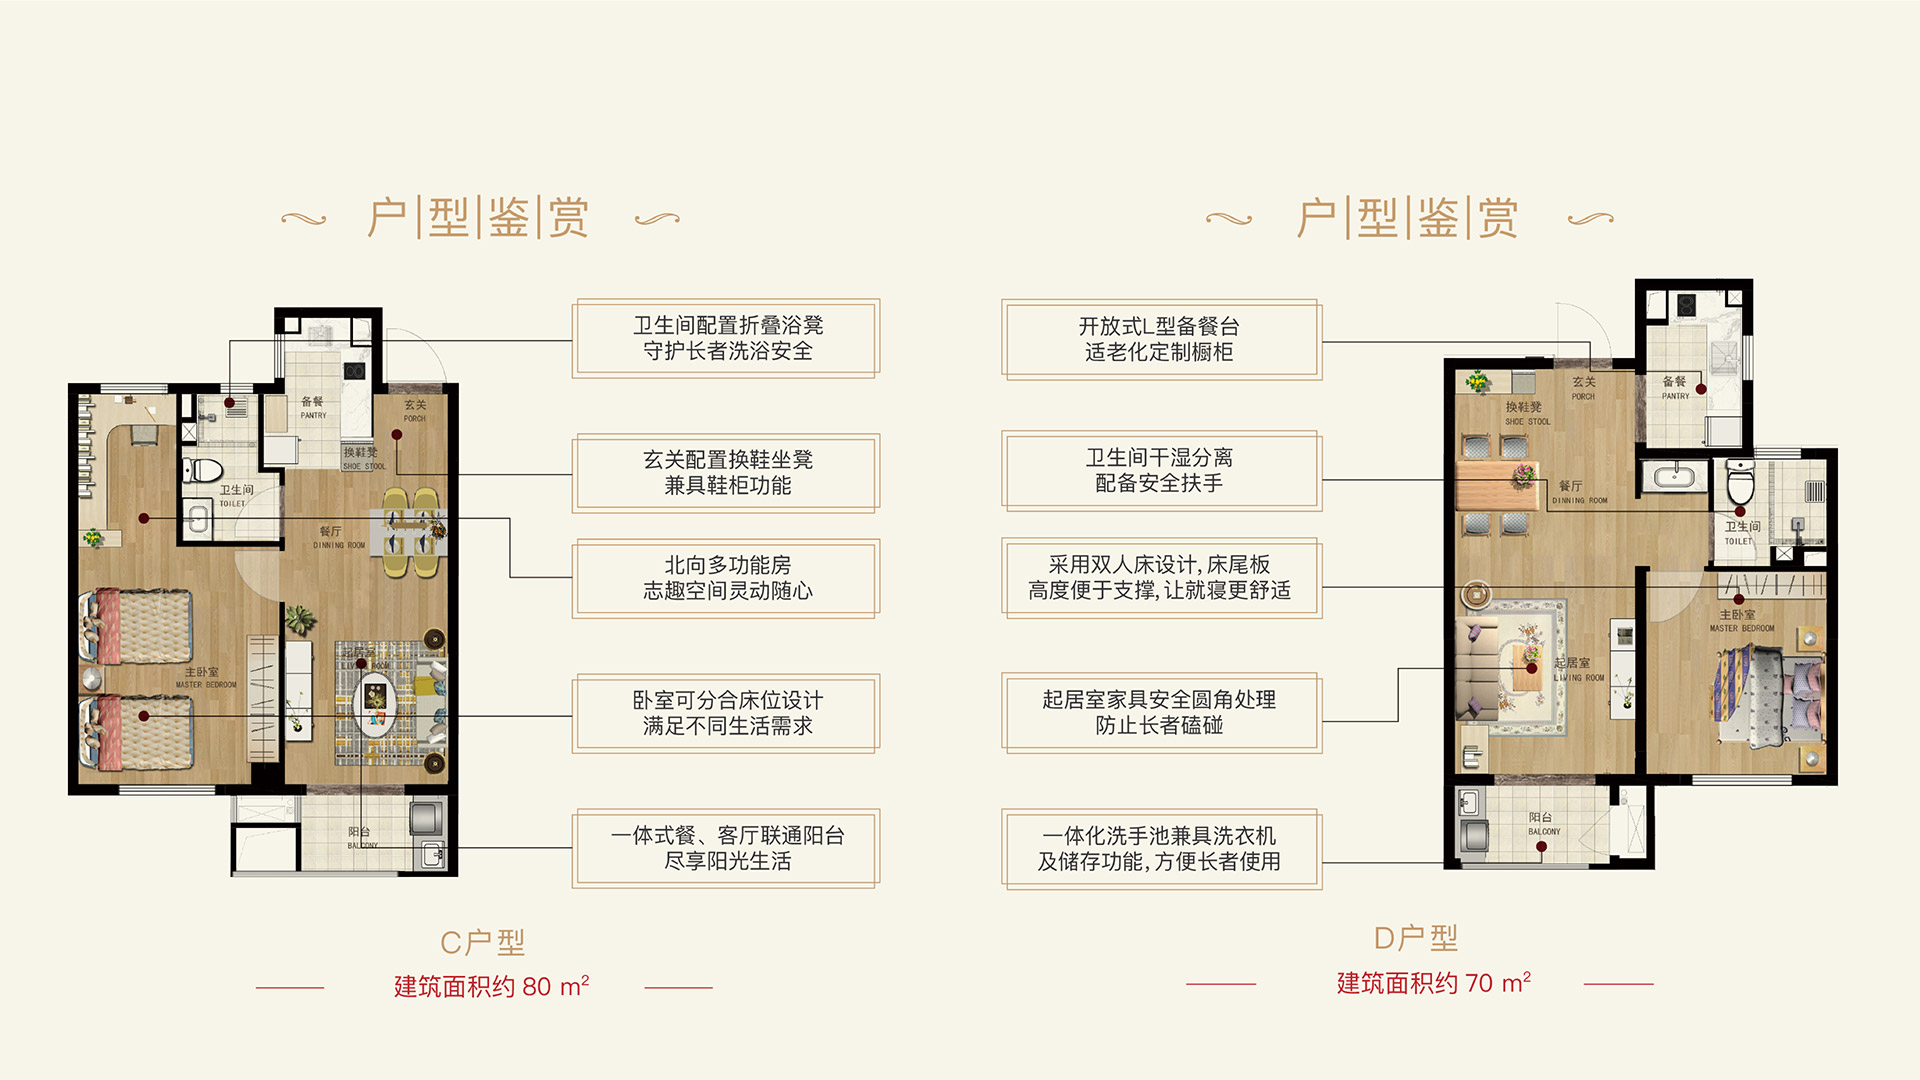 户型鉴赏
卫生间配置折叠浴凳
守护长者洗浴安全
玄关配置换鞋坐凳
兼具鞋柜功能
北向多功能房
志趣空间灵动随心
卧室可分合床位设计
满足不同生活需求
一体式餐、客厅联通阳台
尽享阳光生活
备餐
PANTRY
玄关
PORCH
换鞋凳
SHOE STOOL
卫生间
TOILET
餐厅
DINNING ROOM
起居室
LIVING ROOM
主卧室
MASTER BEDROOM
阳台
BALCONY
C户型
建筑面积约 80 m²
户型鉴赏
开放式L型备餐台
适老化定制橱柜
卫生间干湿分离
配备安全扶手
采用双人床设计, 床尾板
高度便于支撑, 让就寝更舒适
起居室家具安全圆角处理
防止长者磕碰
一体化洗手池兼具洗衣机
及储存功能, 方便长者使用
玄关
PORCH
备餐
PANTRY
换鞋凳
SHOE STOOL
餐厅
DINNING ROOM
卫生间
TOILET
主卧室
MASTER BEDROOM
起居室
LIVING ROOM
阳台
BALCONY
D户型
建筑面积约 70 m²